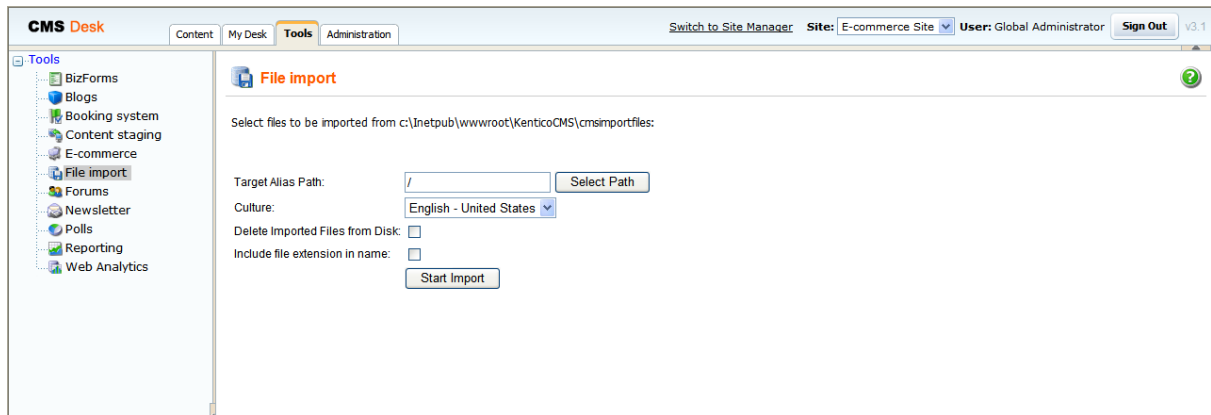 CMS Desk
Content My Desk Tools Administration
Switch to Site Manager Site: E-commerce Site User: Global Administrator Sign Out v3.1
Tools
BizForms
Blogs
Booking system
Content staging
E-commerce
File import
Forums
Newsletter
Polls
Reporting
Web Analytics
File import
Select files to be imported from c:\Inetpub\wwwroot\KenticoCMS\cmsimportfiles:
Target Alias Path: / Select Path
Culture: English - United States
Delete Imported Files from Disk:
Include file extension in name:
Start Import